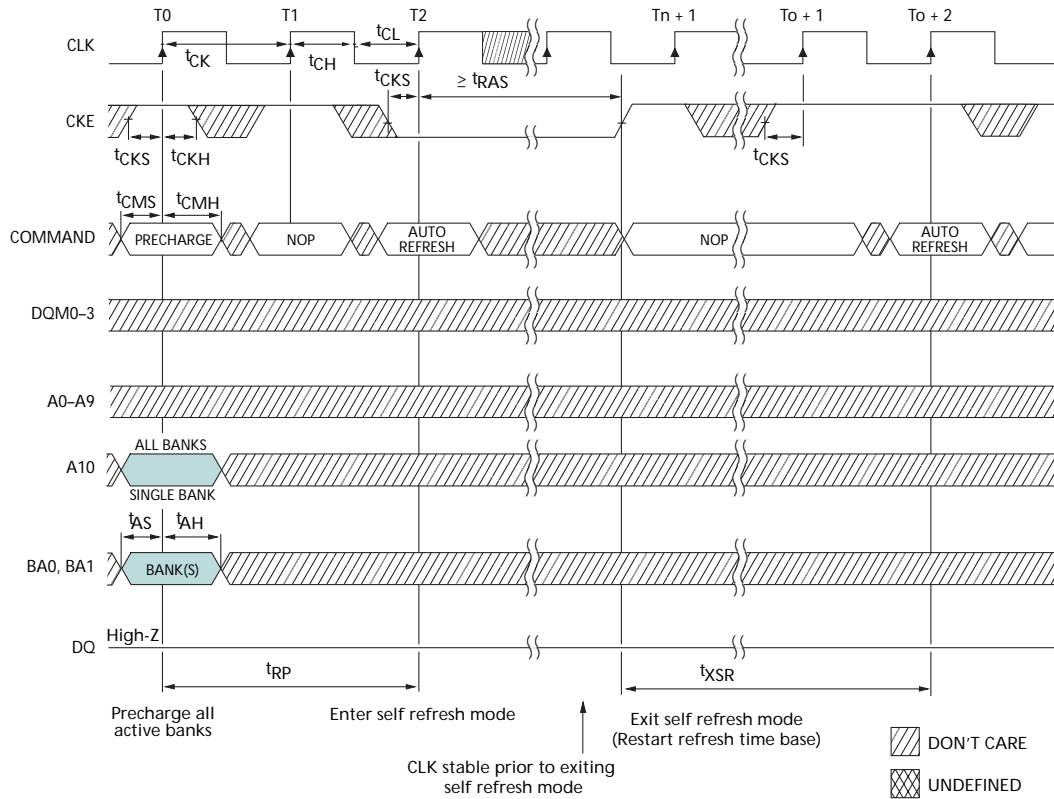 T0 T1 T2 Tn + 1 To + 1 To + 2
CLK
tCK tCH tCL
tCKS ≥ tRAS
CKE
tCKS tCKH tCKS
tCMS tCMH
COMMAND PRECHARGE NOP AUTO REFRESH NOP AUTO REFRESH
DQM0–3
A0–A9
ALL BANKS
A10
SINGLE BANK
tAS tAH
BA0, BA1 BANK(S)
High-Z
DQ
tRP tXSR
Precharge all
active banks
Enter self refresh mode
CLK stable prior to exiting
self refresh mode
Exit self refresh mode
(Restart refresh time base)
DON'T CARE
UNDEFINED